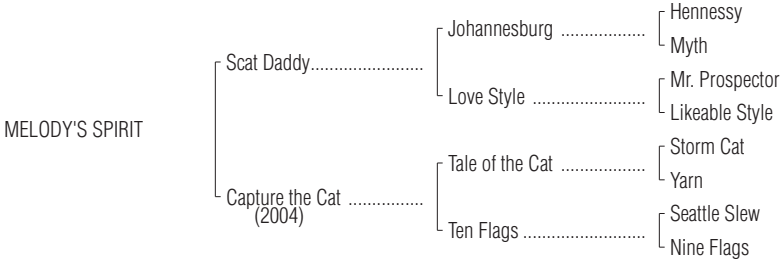 Hennessy
Johannesburg ...................
Myth
Scat Daddy.........................
Mr. Prospector
Love Style .........................
Likeable Style
MELODY'S SPIRIT
Storm Cat
Tale of the Cat ...................
Yarn
Capture the Cat .................
(2004)
Seattle Slew
Ten Flags ...........................
Nine Flags